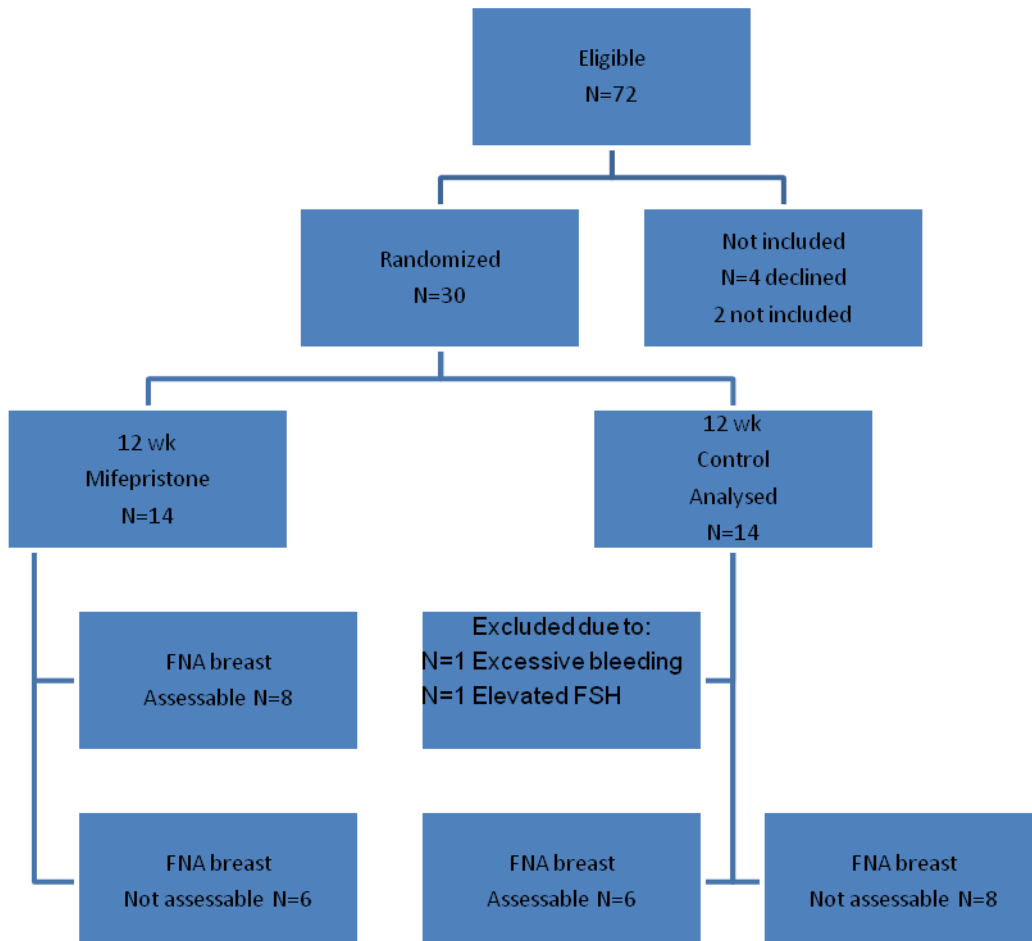 Eligible
N=72
Randomized
N=30
Not included
N=4 declined
2 not included
12 wk
Mifepristone
N=14
12 wk
Control
Analysed
N=14
FNA breast
Assessable N=8
Excluded due to:
N=1 Excessive bleeding
N=1 Elevated FSH
FNA breast
Not assessable N=6
FNA breast
Assessable N=6
FNA breast
Not assessable N=8